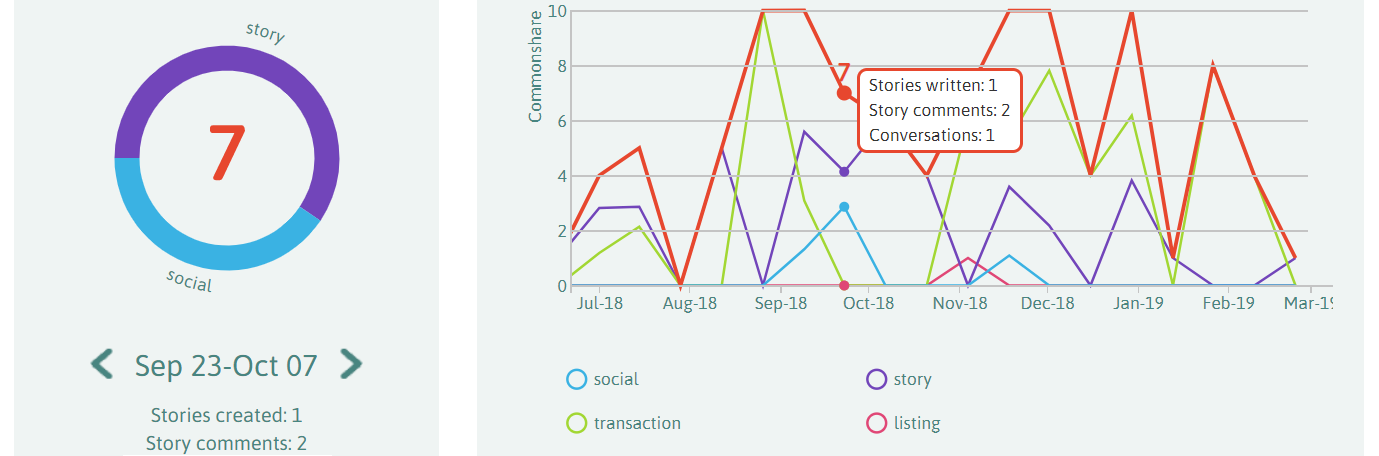 story
7
social
Sep 23-Oct 07
Stories created: 1
Story comments: 2
Commonshare
10
8
6
4
2
0
7
Stories written: 1
Story comments: 2
Conversations: 1
Jul-18 Aug-18 Sep-18 Oct-18 Nov-18 Dec-18 Jan-19 Feb-19 Mar-19
social story
transaction listing